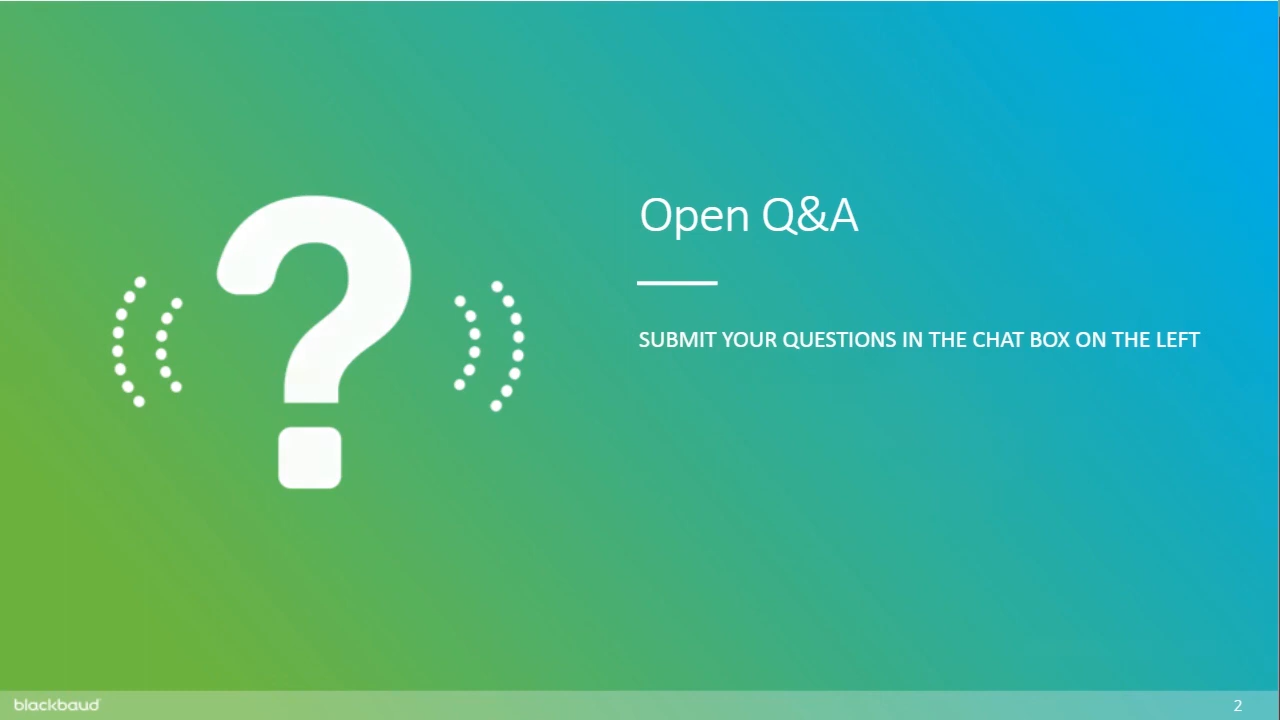 Open Q&A
SUBMIT YOUR QUESTIONS IN THE CHAT BOX ON THE LEFT
blackbaud
2